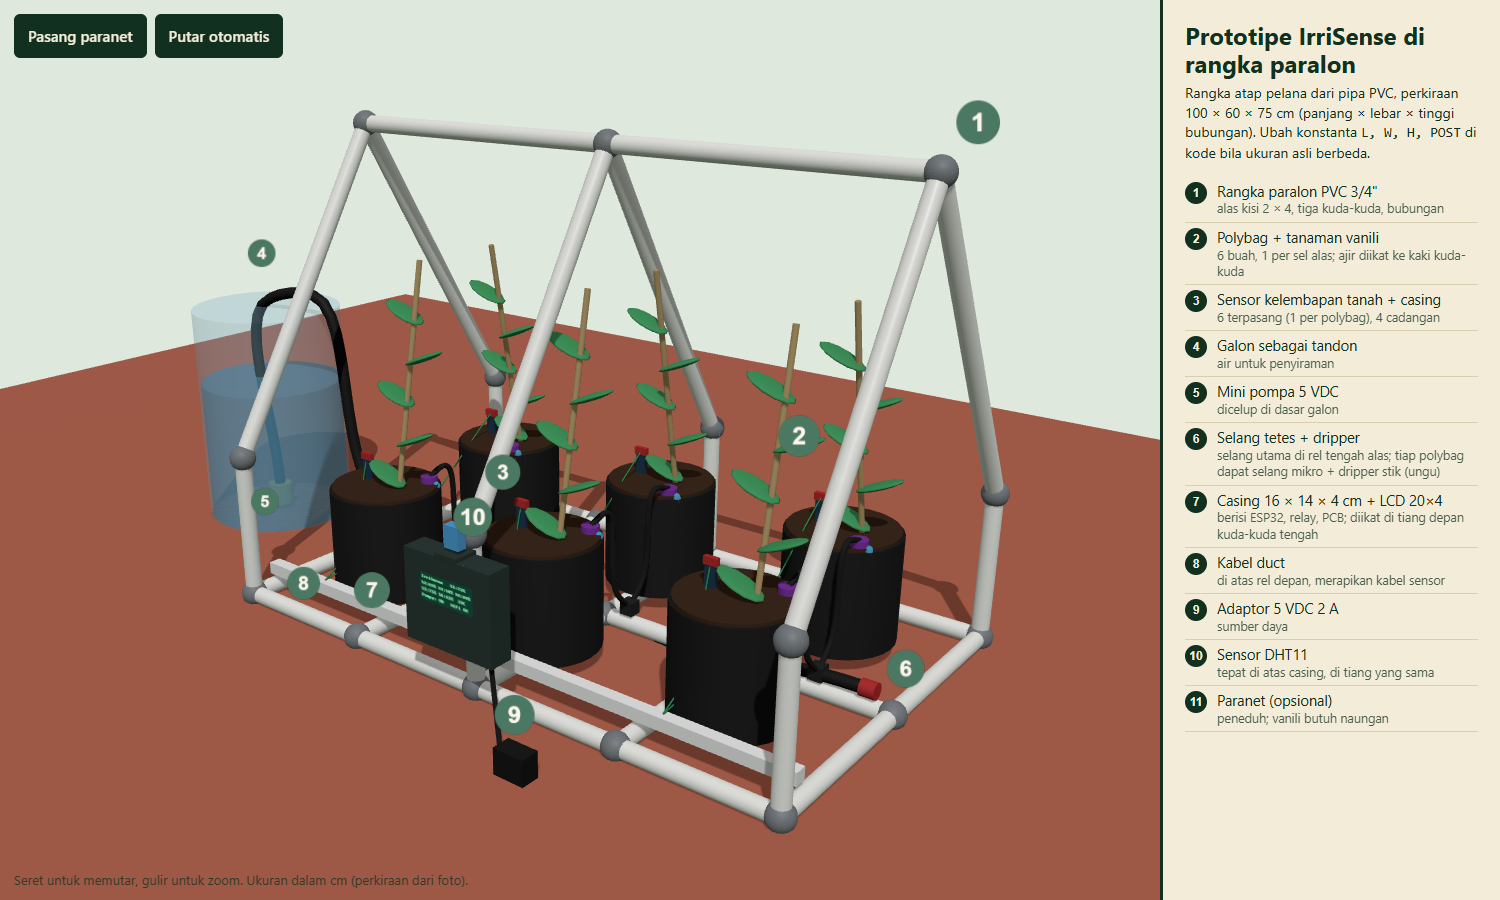 Pasang paranet
Putar otomatis
1
4
2
3
5
10
8
7
6
9
Seret untuk memutar, gulir untuk zoom. Ukuran dalam cm (perkiraan dari foto).
Prototipe IrriSense di
rangka paralon
Rangka atap pelana dari pipa PVC, perkiraan
100 × 60 × 75 cm (panjang × lebar × tinggi
bubungan). Ubah konstanta L, W, H, POST di
kode bila ukuran asli berbeda.
1 Rangka paralon PVC 3/4"
alas kisi 2 × 4, tiga kuda-kuda, bubungan
2 Polybag + tanaman vanili
6 buah, 1 per sel alas; ajir diikat ke kaki kuda-
kuda
3 Sensor kelembapan tanah + casing
6 terpasang (1 per polybag), 4 cadangan
4 Galon sebagai tandon
air untuk penyiraman
5 Mini pompa 5 VDC
dicelup di dasar galon
6 Selang tetes + dripper
selang utama di rel tengah alas; tiap polybag
dapat selang mikro + dripper stik (ungu)
7 Casing 16 × 14 × 4 cm + LCD 20×4
berisi ESP32, relay, PCB; diikat di tiang depan
kuda-kuda tengah
8 Kabel duct
di atas rel depan, merapikan kabel sensor
9 Adaptor 5 VDC 2 A
sumber daya
10 Sensor DHT11
tepat di atas casing, di tiang yang sama
11 Paranet (opsional)
peneduh; vanili butuh naungan